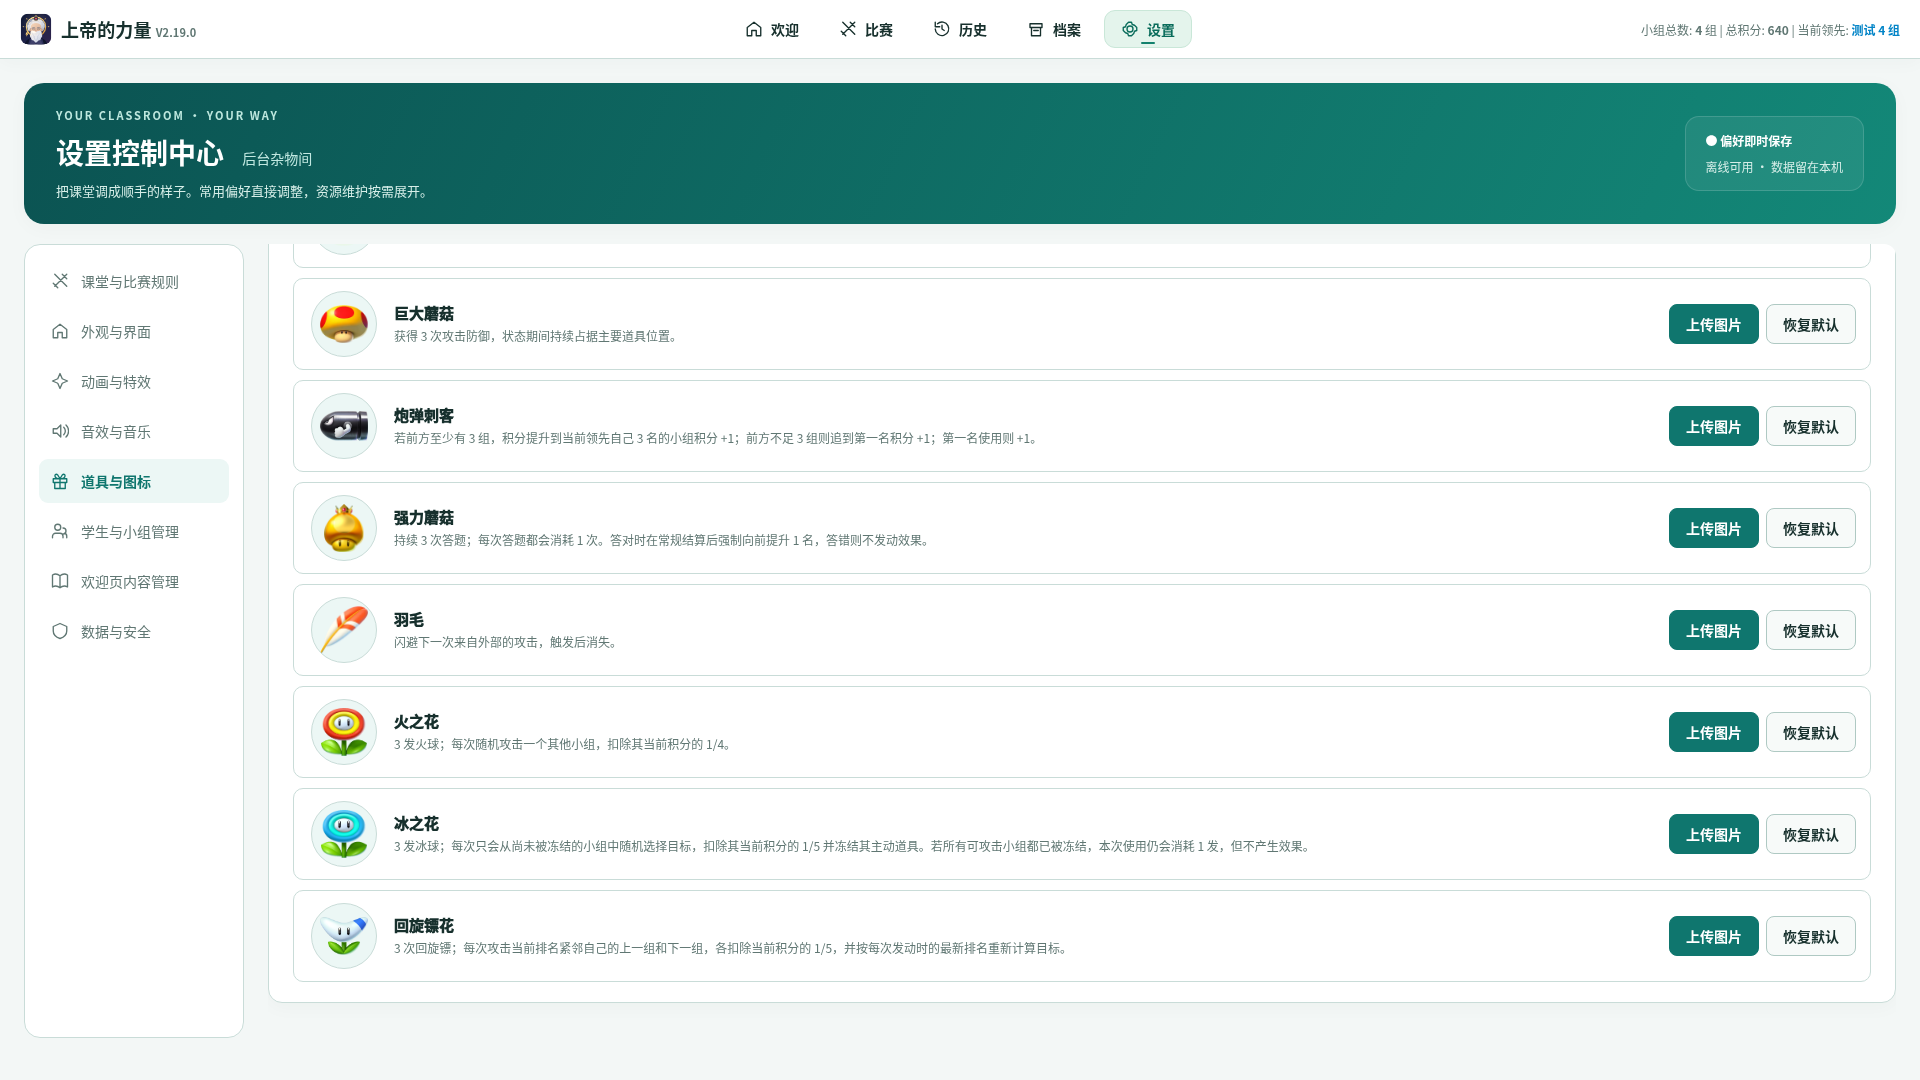 上帝的力量 V2.19.0
欢迎
比赛
历史
档案
设置
小组总数: 4 组 | 总积分: 640 | 当前领先: 测试 4 组
YOUR CLASSROOM · YOUR WAY
设置控制中心 后台杂物间
把课堂调成顺手的样子。常用偏好直接调整，资源维护按需展开。
偏好即时保存
离线可用 · 数据留在本机
课堂与比赛规则
外观与界面
动画与特效
音效与音乐
道具与图标
学生与小组管理
欢迎页内容管理
数据与安全
巨大蘑菇
获得 3 次攻击防御，状态期间持续占据主要道具位置。
上传图片 恢复默认
炮弹刺客
若前方至少有 3 组，积分提升到当前领先自己 3 名的小组积分 +1；前方不足 3 组则追到第一名积分 +1；第一名使用则 +1。
上传图片 恢复默认
强力蘑菇
持续 3 次答题；每次答题都会消耗 1 次。答对时在常规结算后强制向前提升 1 名，答错则不发动效果。
上传图片 恢复默认
羽毛
闪避下一次来自外部的攻击，触发后消失。
上传图片 恢复默认
火之花
3 发火球；每次随机攻击一个其他小组，扣除其当前积分的 1/4。
上传图片 恢复默认
冰之花
3 发冰球；每次只会从尚未被冻结的小组中随机选择目标，扣除其当前积分的 1/5 并冻结其主动道具。若所有可攻击小组都已被冻结，本次使用仍会消耗 1 发，但不产生效果。
上传图片 恢复默认
回旋镖花
3 次回旋镖；每次攻击当前排名紧邻自己的上一组和下一组，各扣除当前积分的 1/5，并按每次发动时的最新排名重新计算目标。
上传图片 恢复默认